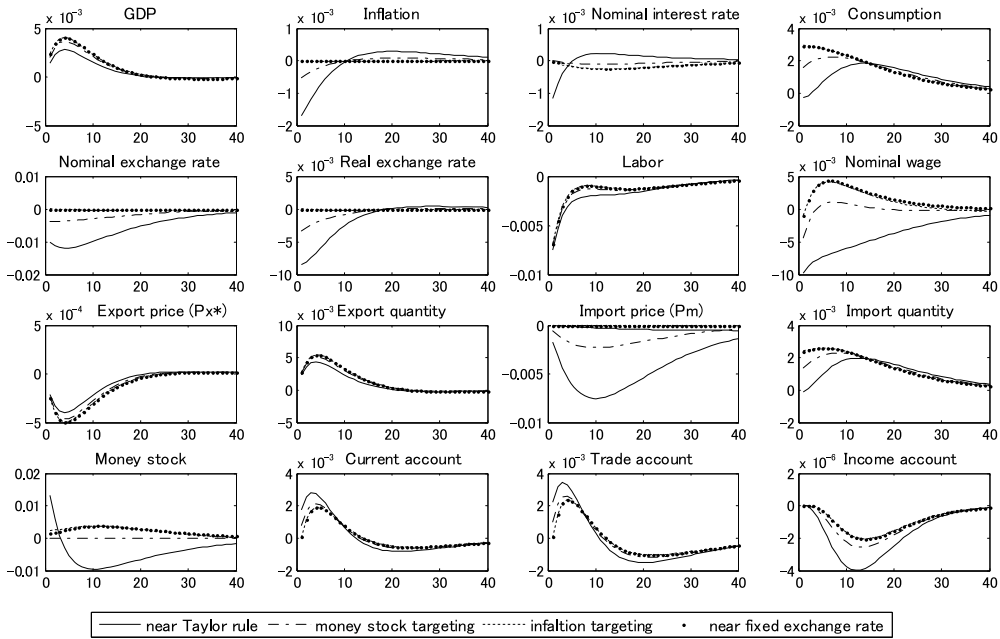 GDP
x 10⁻³
5
0
-5
0 10 20 30 40
Inflation
x 10⁻³
1
0
-1
-2
0 10 20 30 40
Nominal interest rate
x 10⁻³
1
0
-1
-2
0 10 20 30 40
Consumption
x 10⁻³
4
2
0
-2
0 10 20 30 40
Nominal exchange rate
0.01
0
-0.01
-0.02
0 10 20 30 40
Real exchange rate
x 10⁻³
5
0
-5
-10
0 10 20 30 40
Labor
0
-0.005
-0.01
0 10 20 30 40
Nominal wage
x 10⁻³
5
0
-5
-10
0 10 20 30 40
Export price (Px*)
x 10⁻⁴
5
0
-5
0 10 20 30 40
Export quantity
x 10⁻³
10
5
0
-5
0 10 20 30 40
Import price (Pm)
0
-0.005
-0.01
0 10 20 30 40
Import quantity
x 10⁻³
4
2
0
-2
0 10 20 30 40
Money stock
0.02
0.01
0
-0.01
0 10 20 30 40
Current account
x 10⁻³
4
2
0
-2
0 10 20 30 40
Trade account
x 10⁻³
4
2
0
-2
0 10 20 30 40
Income account
x 10⁻⁶
2
0
-2
-4
0 10 20 30 40
near Taylor rule
money stock targeting
infaltion targeting
near fixed exchange rate